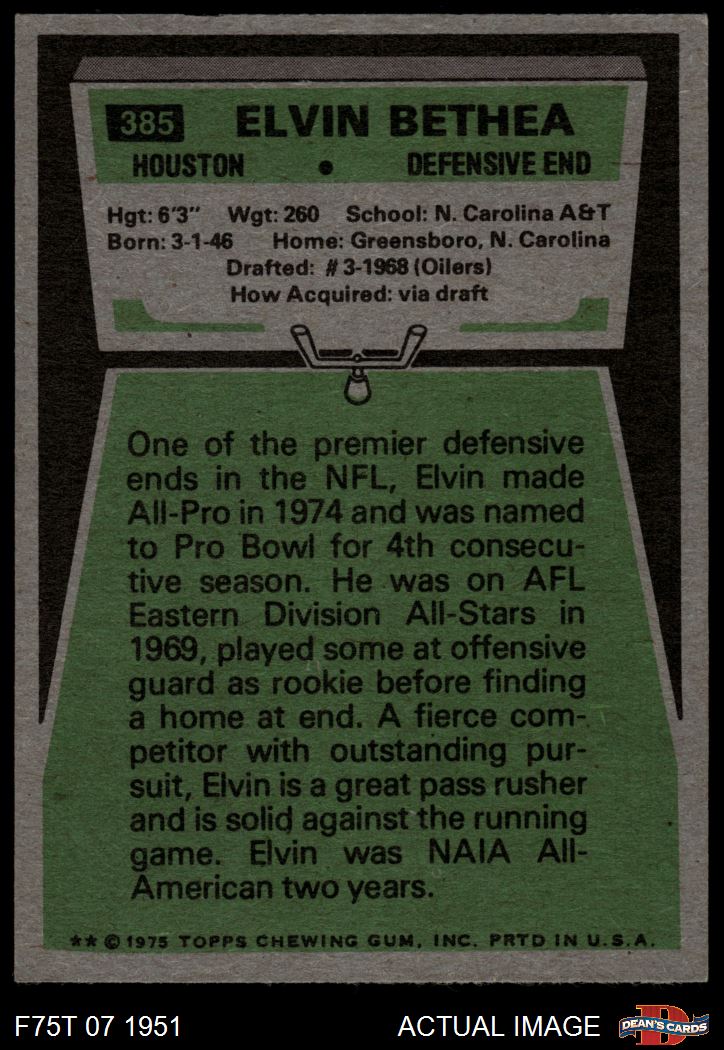 385 ELVIN BETHEA
HOUSTON • DEFENSIVE END
Hgt: 6'3" Wgt: 260 School: N. Carolina A&T
Born: 3-1-46 Home: Greensboro, N. Carolina
Drafted: # 3-1968 (Oilers)
How Acquired: via draft
One of the premier defensive
ends in the NFL, Elvin made
All-Pro in 1974 and was named
to Pro Bowl for 4th consecu-
tive season. He was on AFL
Eastern Division All-Stars in
1969, played some at offensive
guard as rookie before finding
a home at end. A fierce com-
petitor with outstanding pur-
suit, Elvin is a great pass rusher
and is solid against the running
game. Elvin was NAIA All-
American two years.
** © 1975 TOPPS CHEWING GUM, INC. PRTD IN U.S.A.
F75T 07 1951 ACTUAL IMAGE D DEAN'S CARDS